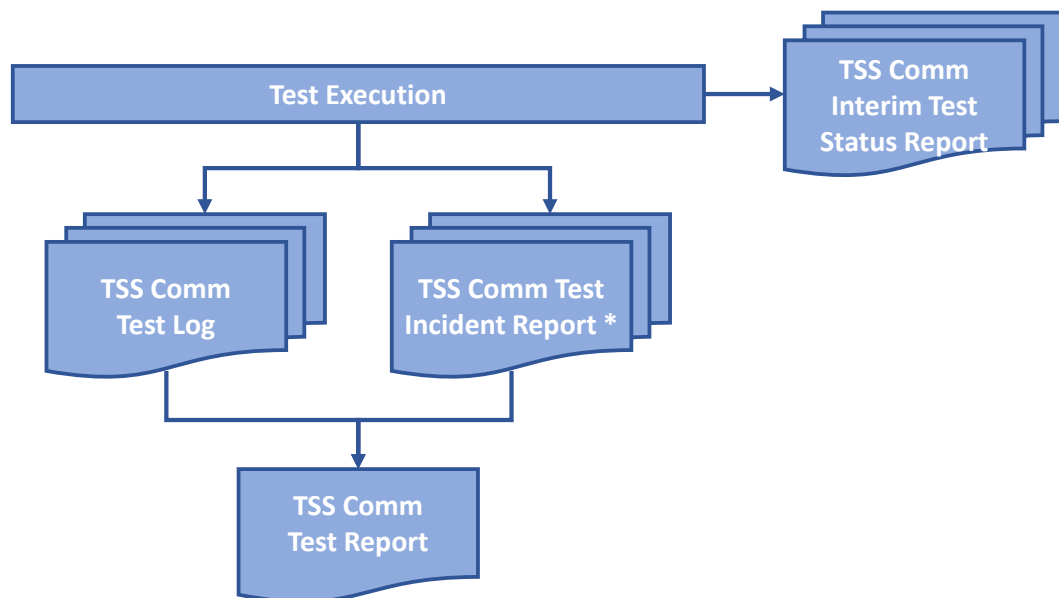 Test Execution
TSS Comm
Interim Test
Status Report
TSS Comm
Test Log
TSS Comm Test
Incident Report *
TSS Comm
Test Report